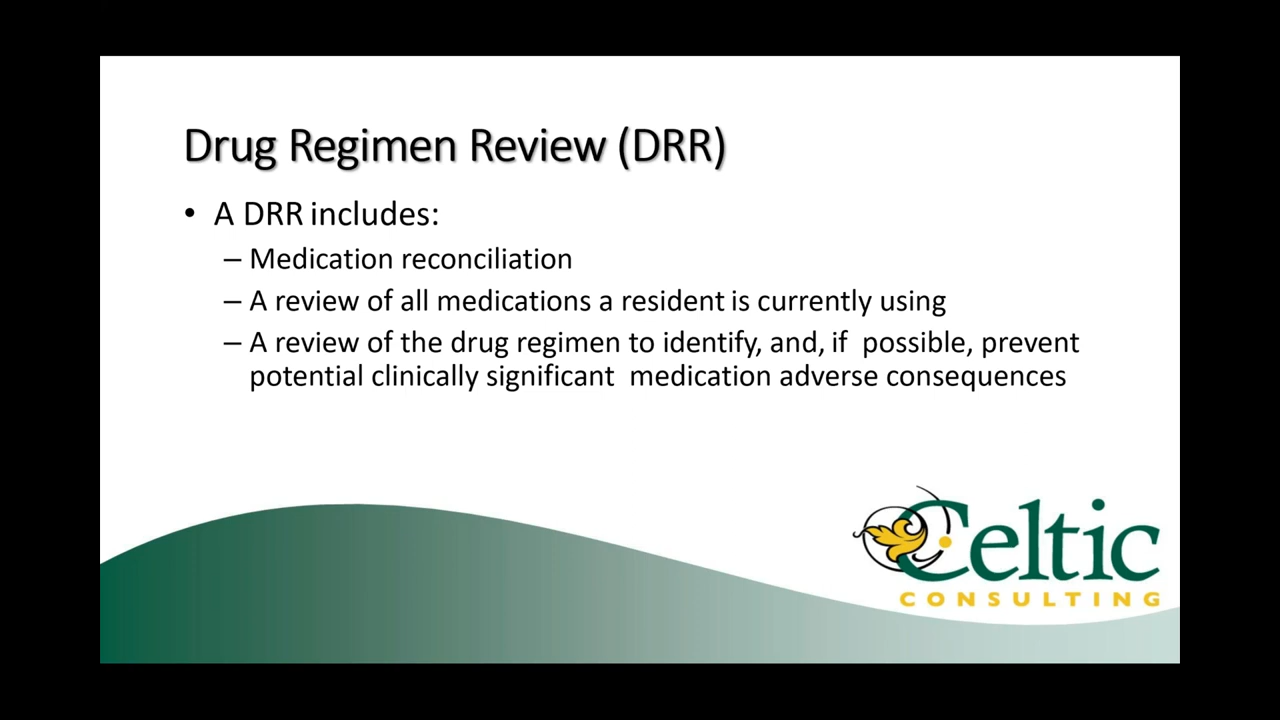 Drug Regimen Review (DRR)
• A DRR includes:
– Medication reconciliation
– A review of all medications a resident is currently using
– A review of the drug regimen to identify, and, if possible, prevent
potential clinically significant medication adverse consequences
Celtic
CONSULTING